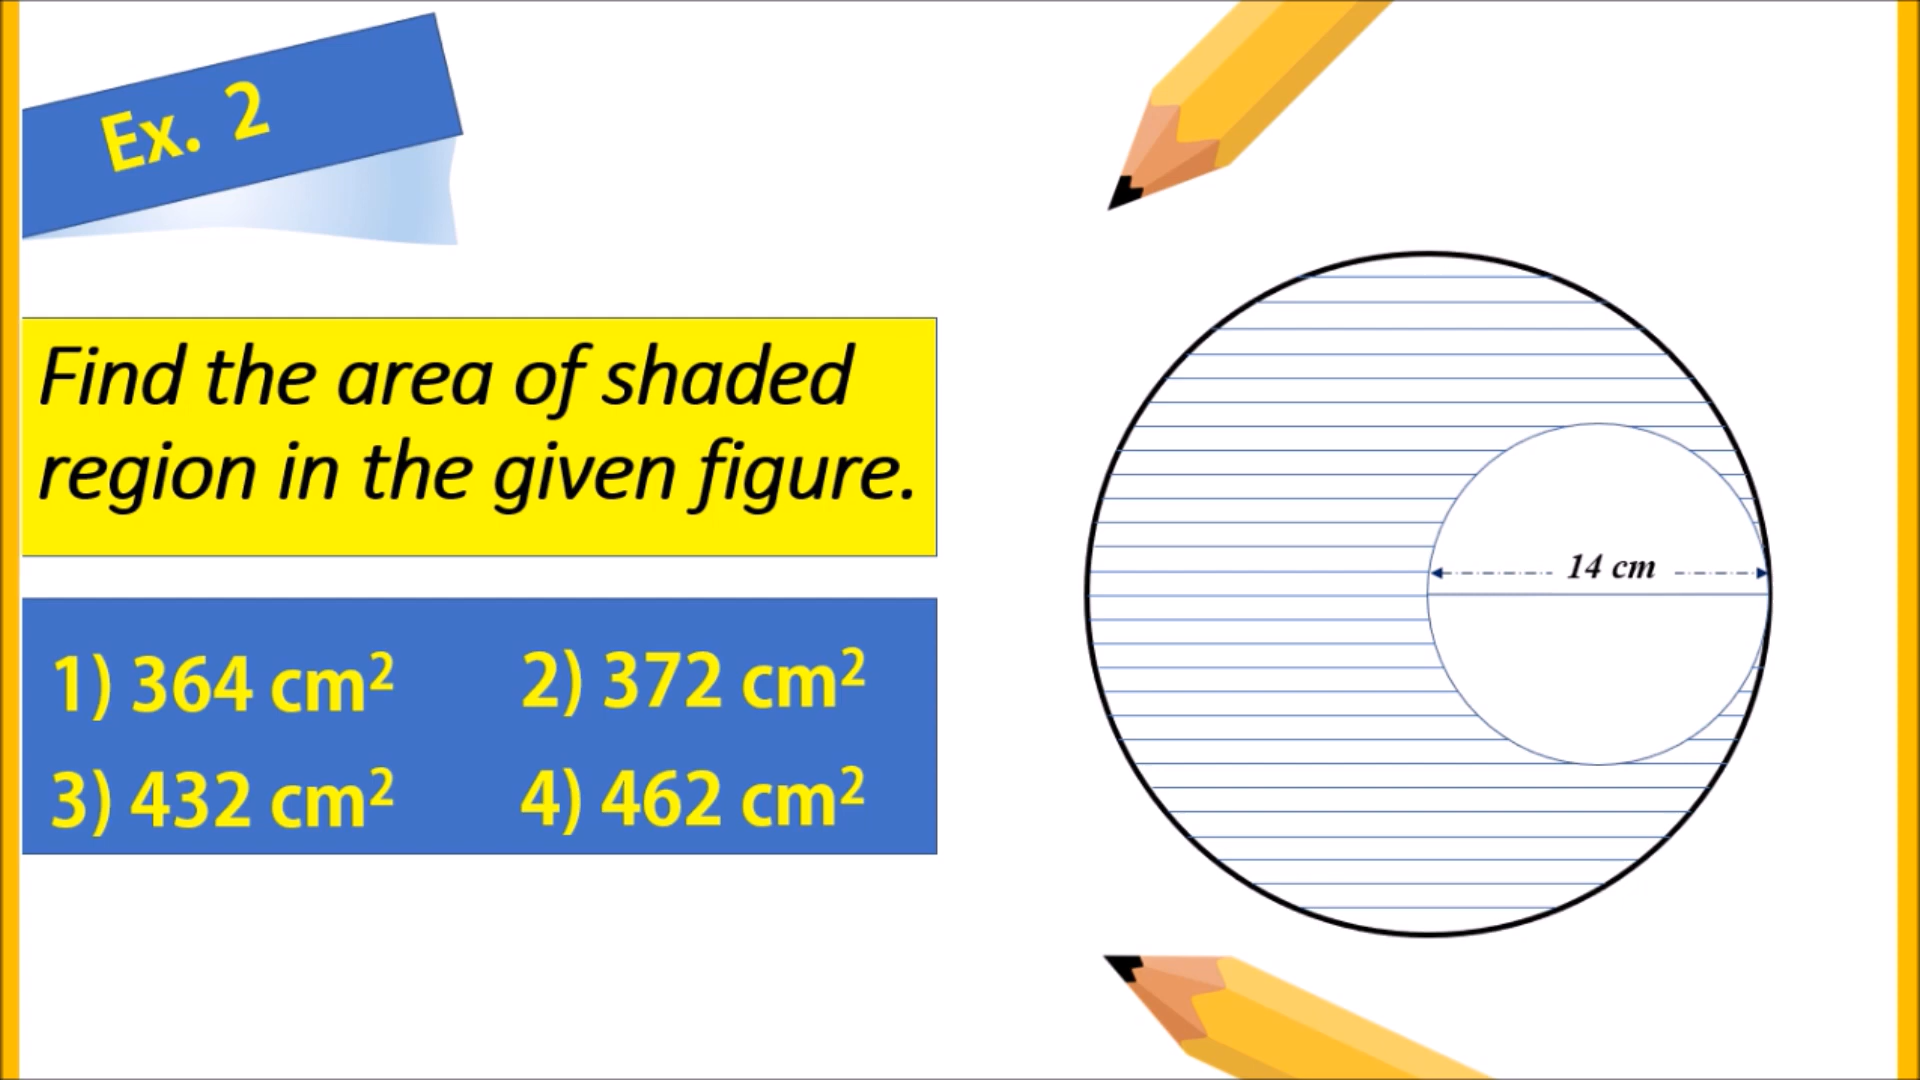 Ex. 2
Find the area of shaded
region in the given figure.
1) 364 cm² 2) 372 cm²
3) 432 cm² 4) 462 cm²
14 cm